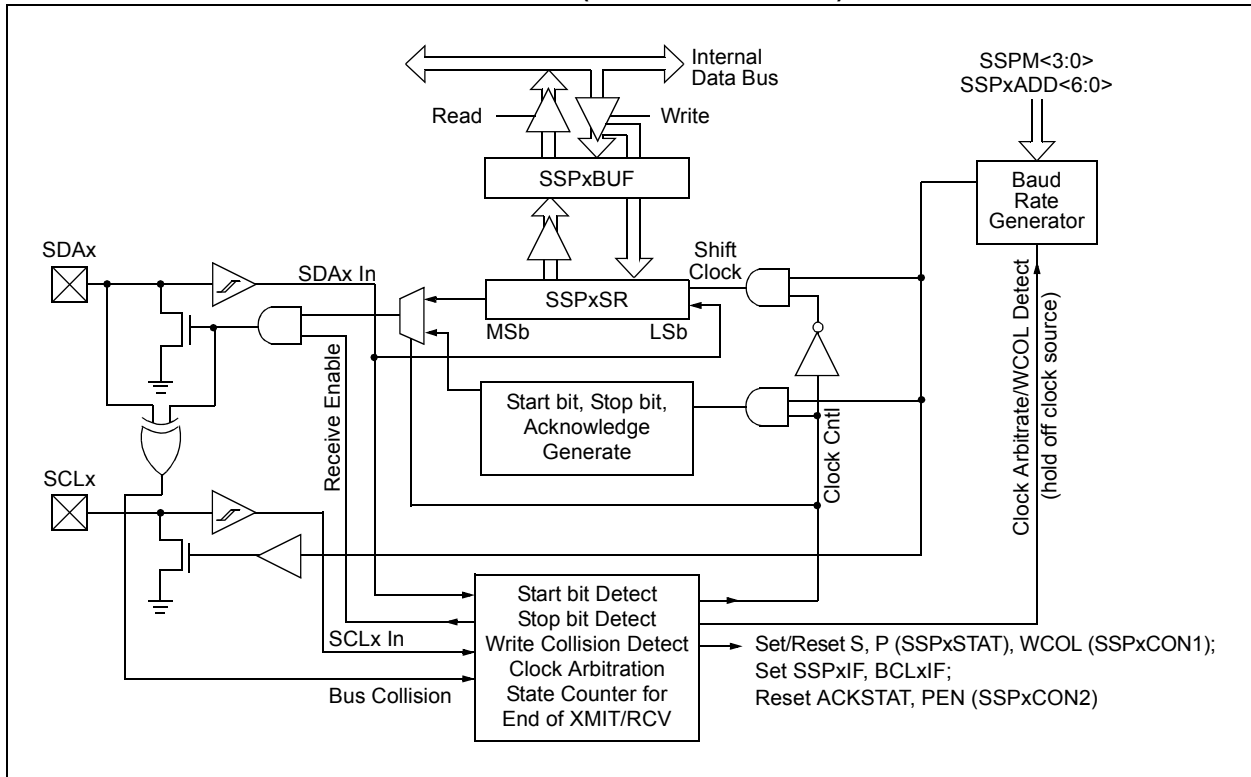 Internal
Data Bus
SSPM<3:0>
SSPxADD<6:0>
Read
Write
SSPxBUF
Baud
Rate
Generator
SDAx
SDAx In
Shift
Clock
SSPxSR
MSb
LSb
Start bit, Stop bit,
Acknowledge
Generate
Receive Enable
Clock Cntl
Clock Arbitrate/WCOL Detect
(hold off clock source)
SCLx
SCLx In
Bus Collision
Start bit Detect
Stop bit Detect
Write Collision Detect
Clock Arbitration
State Counter for
End of XMIT/RCV
Set/Reset S, P (SSPxSTAT), WCOL (SSPxCON1);
Set SSPxIF, BCLxIF;
Reset ACKSTAT, PEN (SSPxCON2)